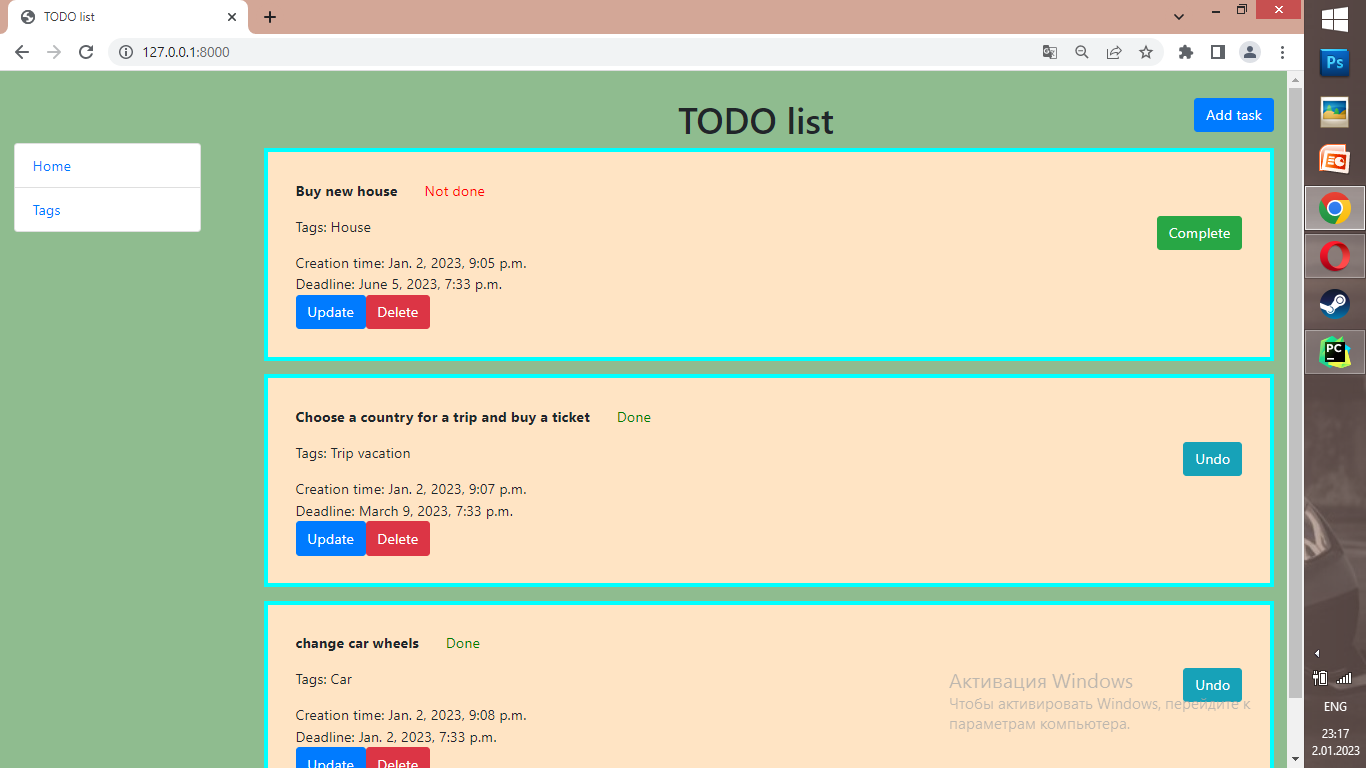 TODO list
127.0.0.1:8000
TODO list
Add task
Home
Tags
Buy new house Not done
Tags: House
Complete
Creation time: Jan. 2, 2023, 9:05 p.m.
Deadline: June 5, 2023, 7:33 p.m.
Update Delete
Choose a country for a trip and buy a ticket Done
Tags: Trip vacation
Undo
Creation time: Jan. 2, 2023, 9:07 p.m.
Deadline: March 9, 2023, 7:33 p.m.
Update Delete
change car wheels Done
Tags: Car
Undo
Creation time: Jan. 2, 2023, 9:08 p.m.
Deadline: Jan. 2, 2023, 7:33 p.m.
Update Delete
Активация Windows
Чтобы активировать Windows, перейдите к
параметрам компьютера.
Ps
PC
ENG
23:17
2.01.2023